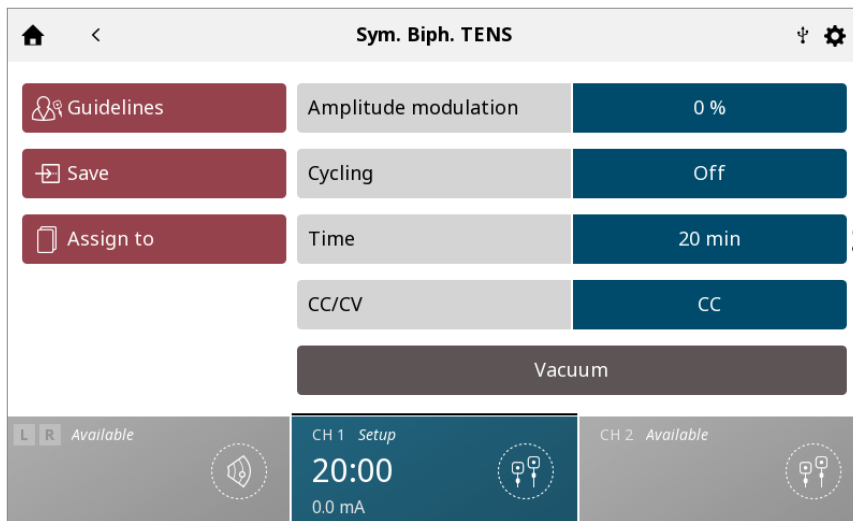 Sym. Biph. TENS
Guidelines
Amplitude modulation 0 %
Save
Cycling Off
Assign to
Time 20 min
CC/CV CC
Vacuum
L R Available
CH 1 Setup
20:00
0.0 mA
CH 2 Available